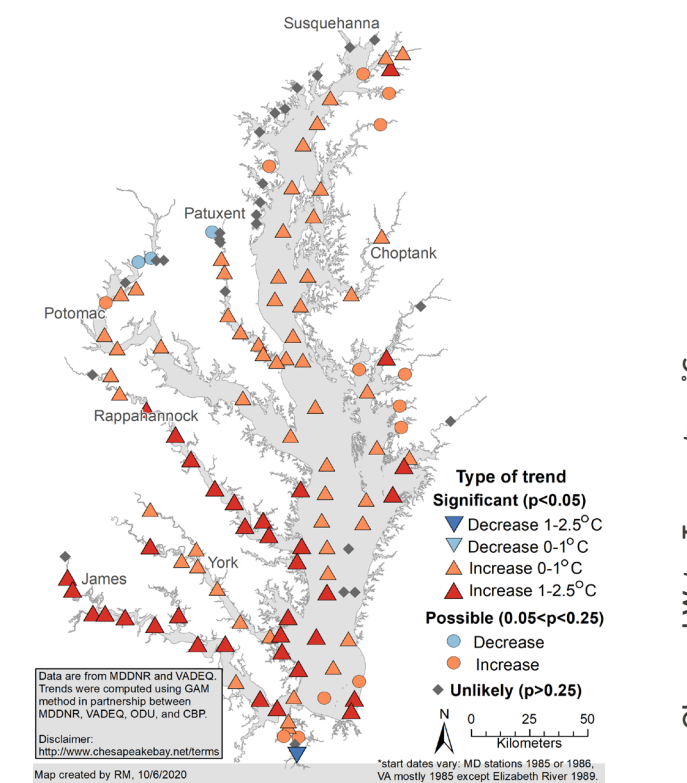 Susquehanna
Patuxent
Choptank
Potomac
Rappahannock
York
James
Type of trend
Significant (p<0.05)
Decrease 1-2.5°C
Decrease 0-1°C
Increase 0-1°C
Increase 1-2.5°C
Possible (0.05<p<0.25)
Decrease
Increase
Unlikely (p>0.25)
N
0 25 50
Kilometers
Data are from MDDNR and VADEQ.
Trends were computed using GAM
method in partnership between
MDDNR, VADEQ, ODU, and CBP.
Disclaimer:
http://www.chesapeakebay.net/terms
Map created by RM, 10/6/2020
*start dates vary: MD stations 1985 or 1986,
VA mostly 1985 except Elizabeth River 1989.